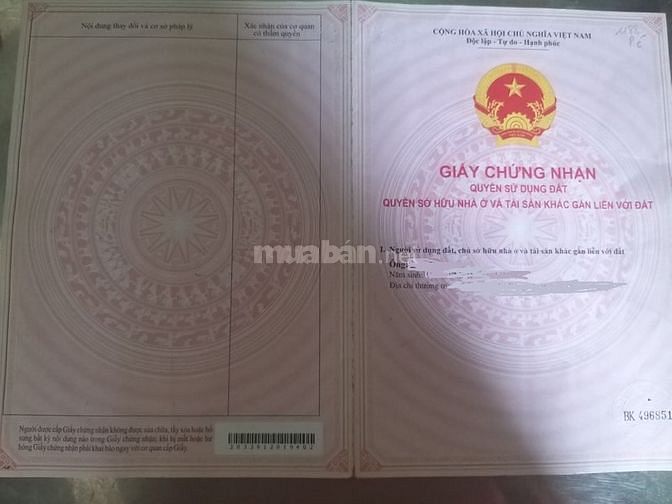 Nội dung thay đổi và cơ sở pháp lý
Xác nhận của cơ quan
có thẩm quyền
Người được cấp Giấy chứng nhận không được sửa chữa, tẩy xóa hoặc bổ
sung bất kỳ nội dung nào trong Giấy chứng nhận; khi bị mất hoặc hư
hỏng Giấy chứng nhận phải khai báo ngay với cơ quan cấp Giấy.
CỘNG HÒA XÃ HỘI CHỦ NGHĨA VIỆT NAM
Độc lập - Tự do - Hạnh phúc
GIẤY CHỨNG NHẬN
QUYỀN SỬ DỤNG ĐẤT
QUYỀN SỞ HỮU NHÀ Ở VÀ TÀI SẢN KHÁC GẮN LIỀN VỚI ĐẤT
I. Người sử dụng đất, chủ sở hữu nhà ở và tài sản khác gắn liền với đất
Ông:
Năm sinh:
Địa chỉ thường
BK 496851
muaban.net